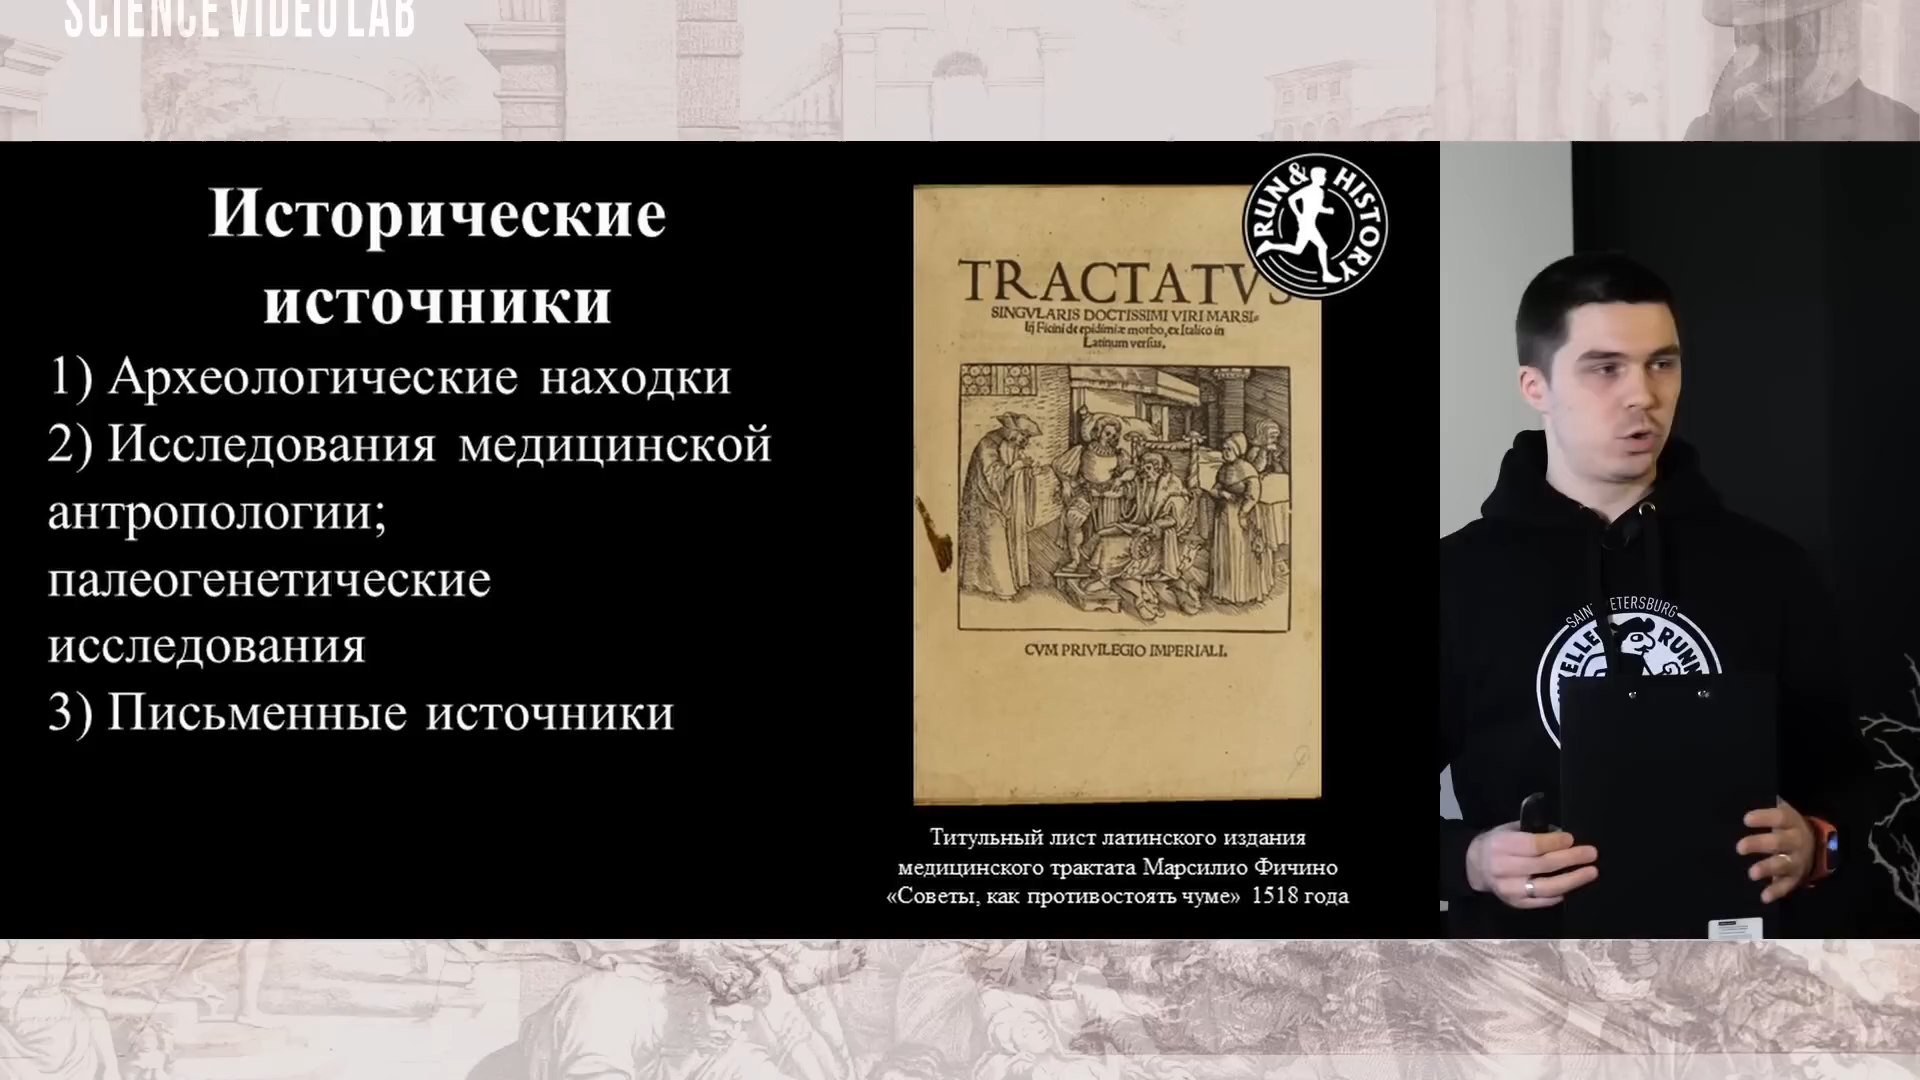 SCIENCE VIDEO LAB
Исторические
источники
1) Археологические находки
2) Исследования медицинской
антропологии;
палеогенетические
исследования
3) Письменные источники
RUN & HISTORY
TRACTATVS
SINGVLARIS DOCTISSIMI VIRI MARSI-
lij Ficini de epidimiæ morbo, ex Italico in
Latinum versus.
CVM PRIVILEGIO IMPERIALI.
Титульный лист латинского издания
медицинского трактата Марсилио Фичино
«Советы, как противостоять чуме» 1518 года
SAINT PETERSBURG